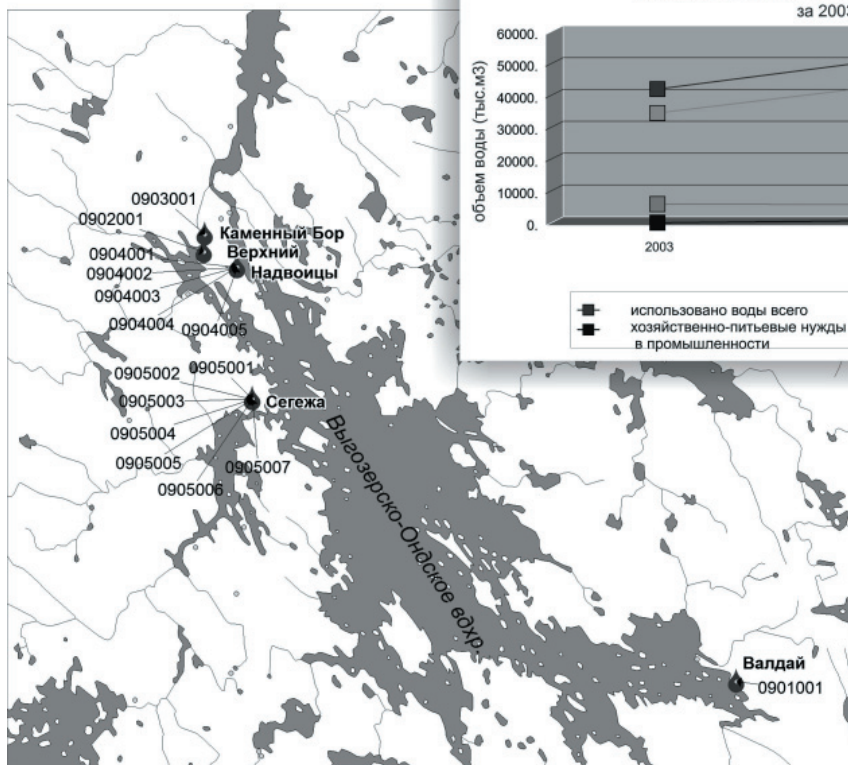 за 2003
60000.
50000.
40000.
30000.
20000.
10000.
0.
объем воды (тыс.м3)
2003
использовано воды всего
хозяйственно-питьевые нужды
в промышленности
0903001
0902001
Каменный Бор
Верхний
0904001
0904002
Надвоицы
0904003
0904004
0904005
0905001
0905002
0905003
Сегежа
0905004
0905005
0905007
0905006
Выгозерско-Ондское вдхр.
Валдай
0901001